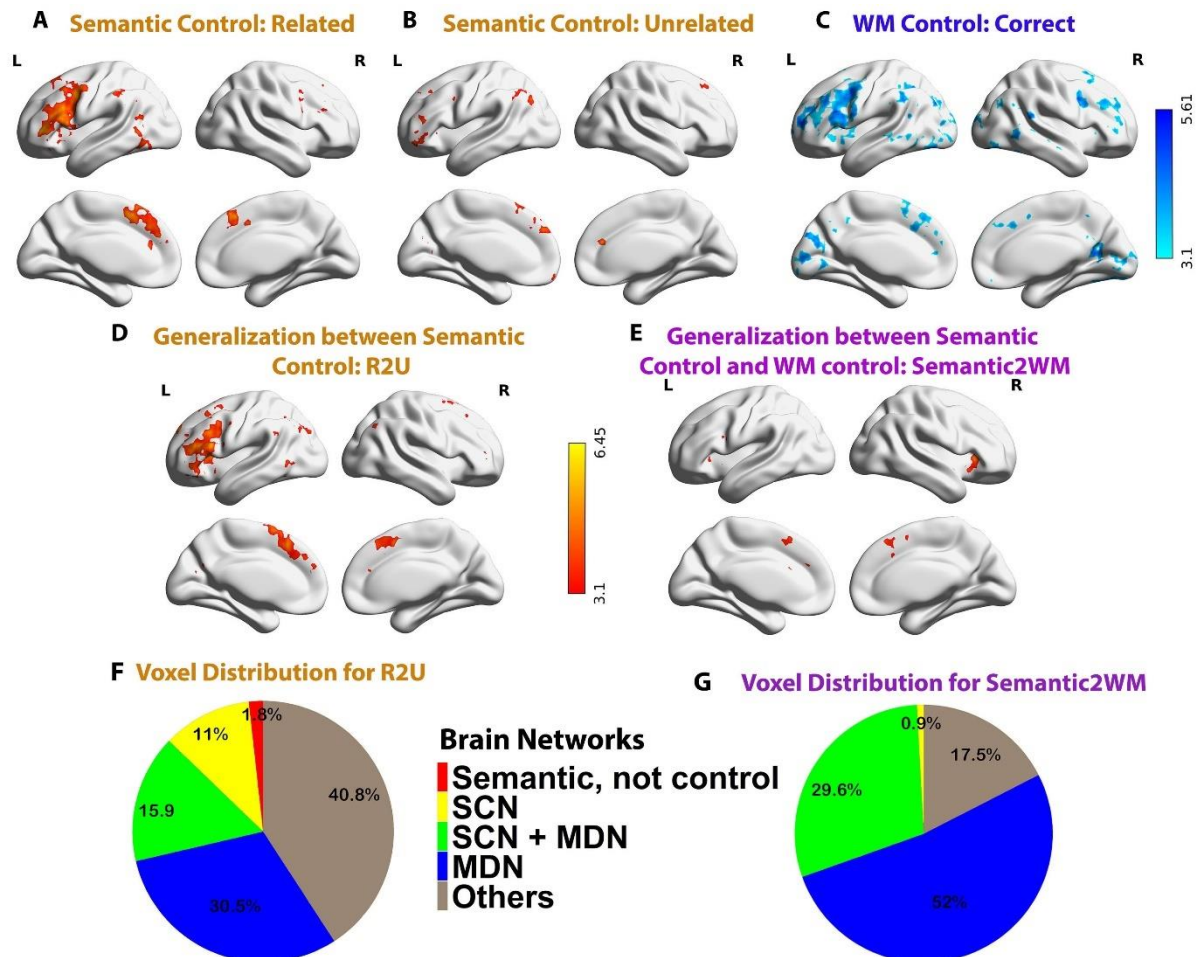 A Semantic Control: Related
B Semantic Control: Unrelated
C WM Control: Correct
L
R
L
R
L
R
5.61
3.1
D Generalization between Semantic
Control: R2U
E Generalization between Semantic
Control and WM control: Semantic2WM
L
R
L
R
6.45
3.1
F Voxel Distribution for R2U
G Voxel Distribution for Semantic2WM
1.8%
11%
15.9
30.5%
40.8%
Brain Networks
Semantic, not control
SCN
SCN + MDN
MDN
Others
0.9%
29.6%
17.5%
52%